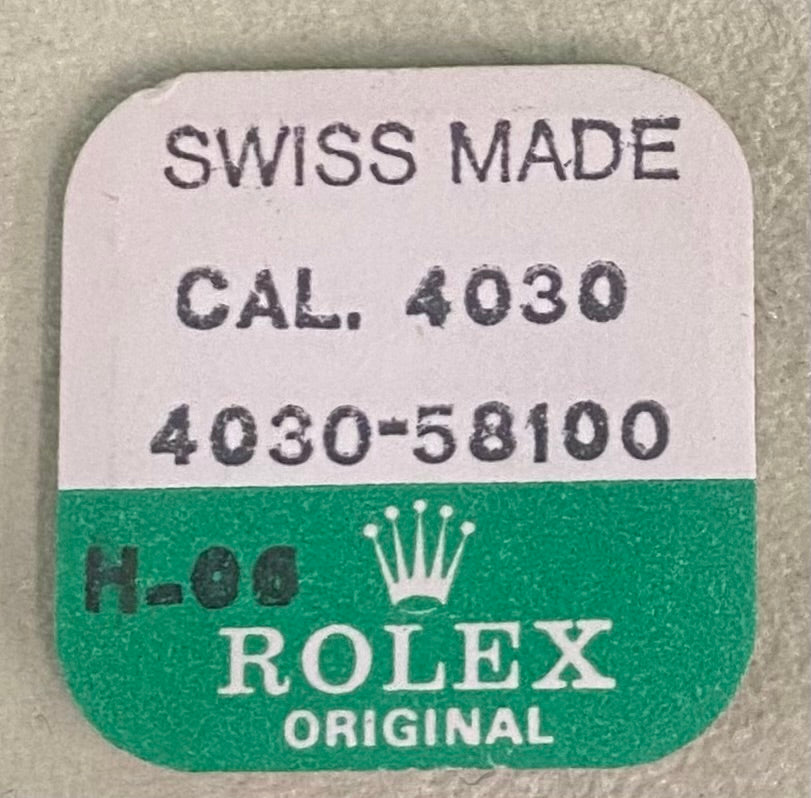 SWISS MADE
CAL. 4030
4030-58100
H-06
ROLEX
ORIGINAL